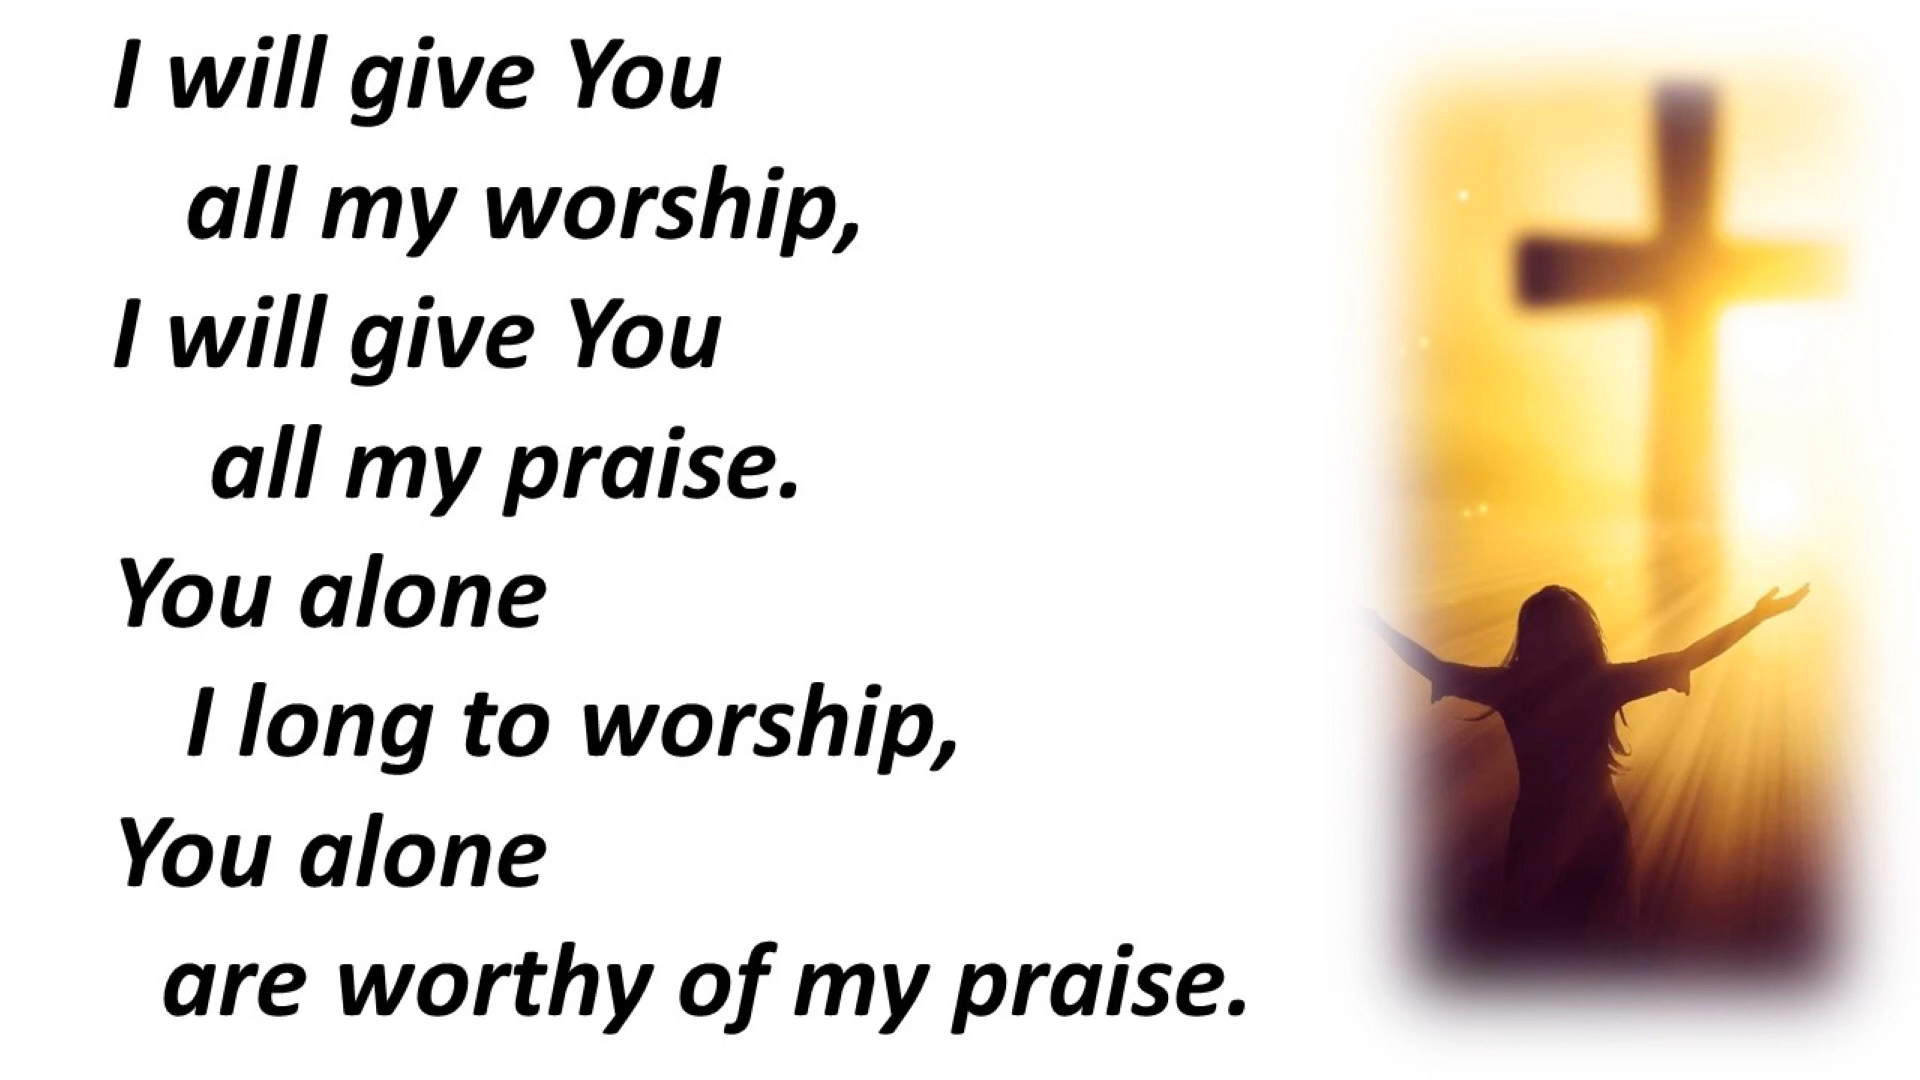 I will give You
all my worship,
I will give You
all my praise.
You alone
I long to worship,
You alone
are worthy of my praise.